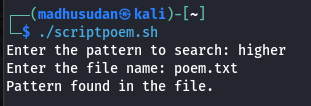 ┌──(madhusudan㉿kali)-[~]
└─$ ./scriptpoem.sh
Enter the pattern to search: higher
Enter the file name: poem.txt
Pattern found in the file.